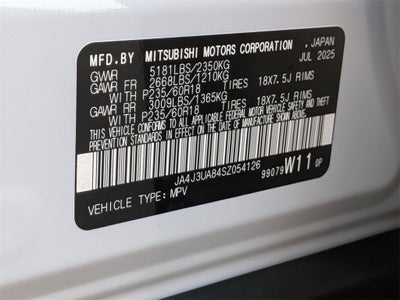 MFD.BY MITSUBISHI MOTORS CORPORATION , JAPAN
JUL 2025
GVWR 5181LBS/2350KG
GAWR FR 2668LBS/1210KG
WITH P235/60R18 TIRES, 18X7.5J RIMS
GAWR RR 3009LBS/1365KG
WITH P235/60R18 TIRES, 18X7.5J RIMS
THIS VEHICLE CONFORMS TO ALL APPLICABLE FEDERAL MOTOR VEHICLE SAFETY AND THEFT
PREVENTION STANDARDS IN EFFECT ON THE DATE OF MANUFACTURE SHOWN ABOVE.
JA4J3UA84SZ054126
VEHICLE TYPE: MPV
99079 W11 0P